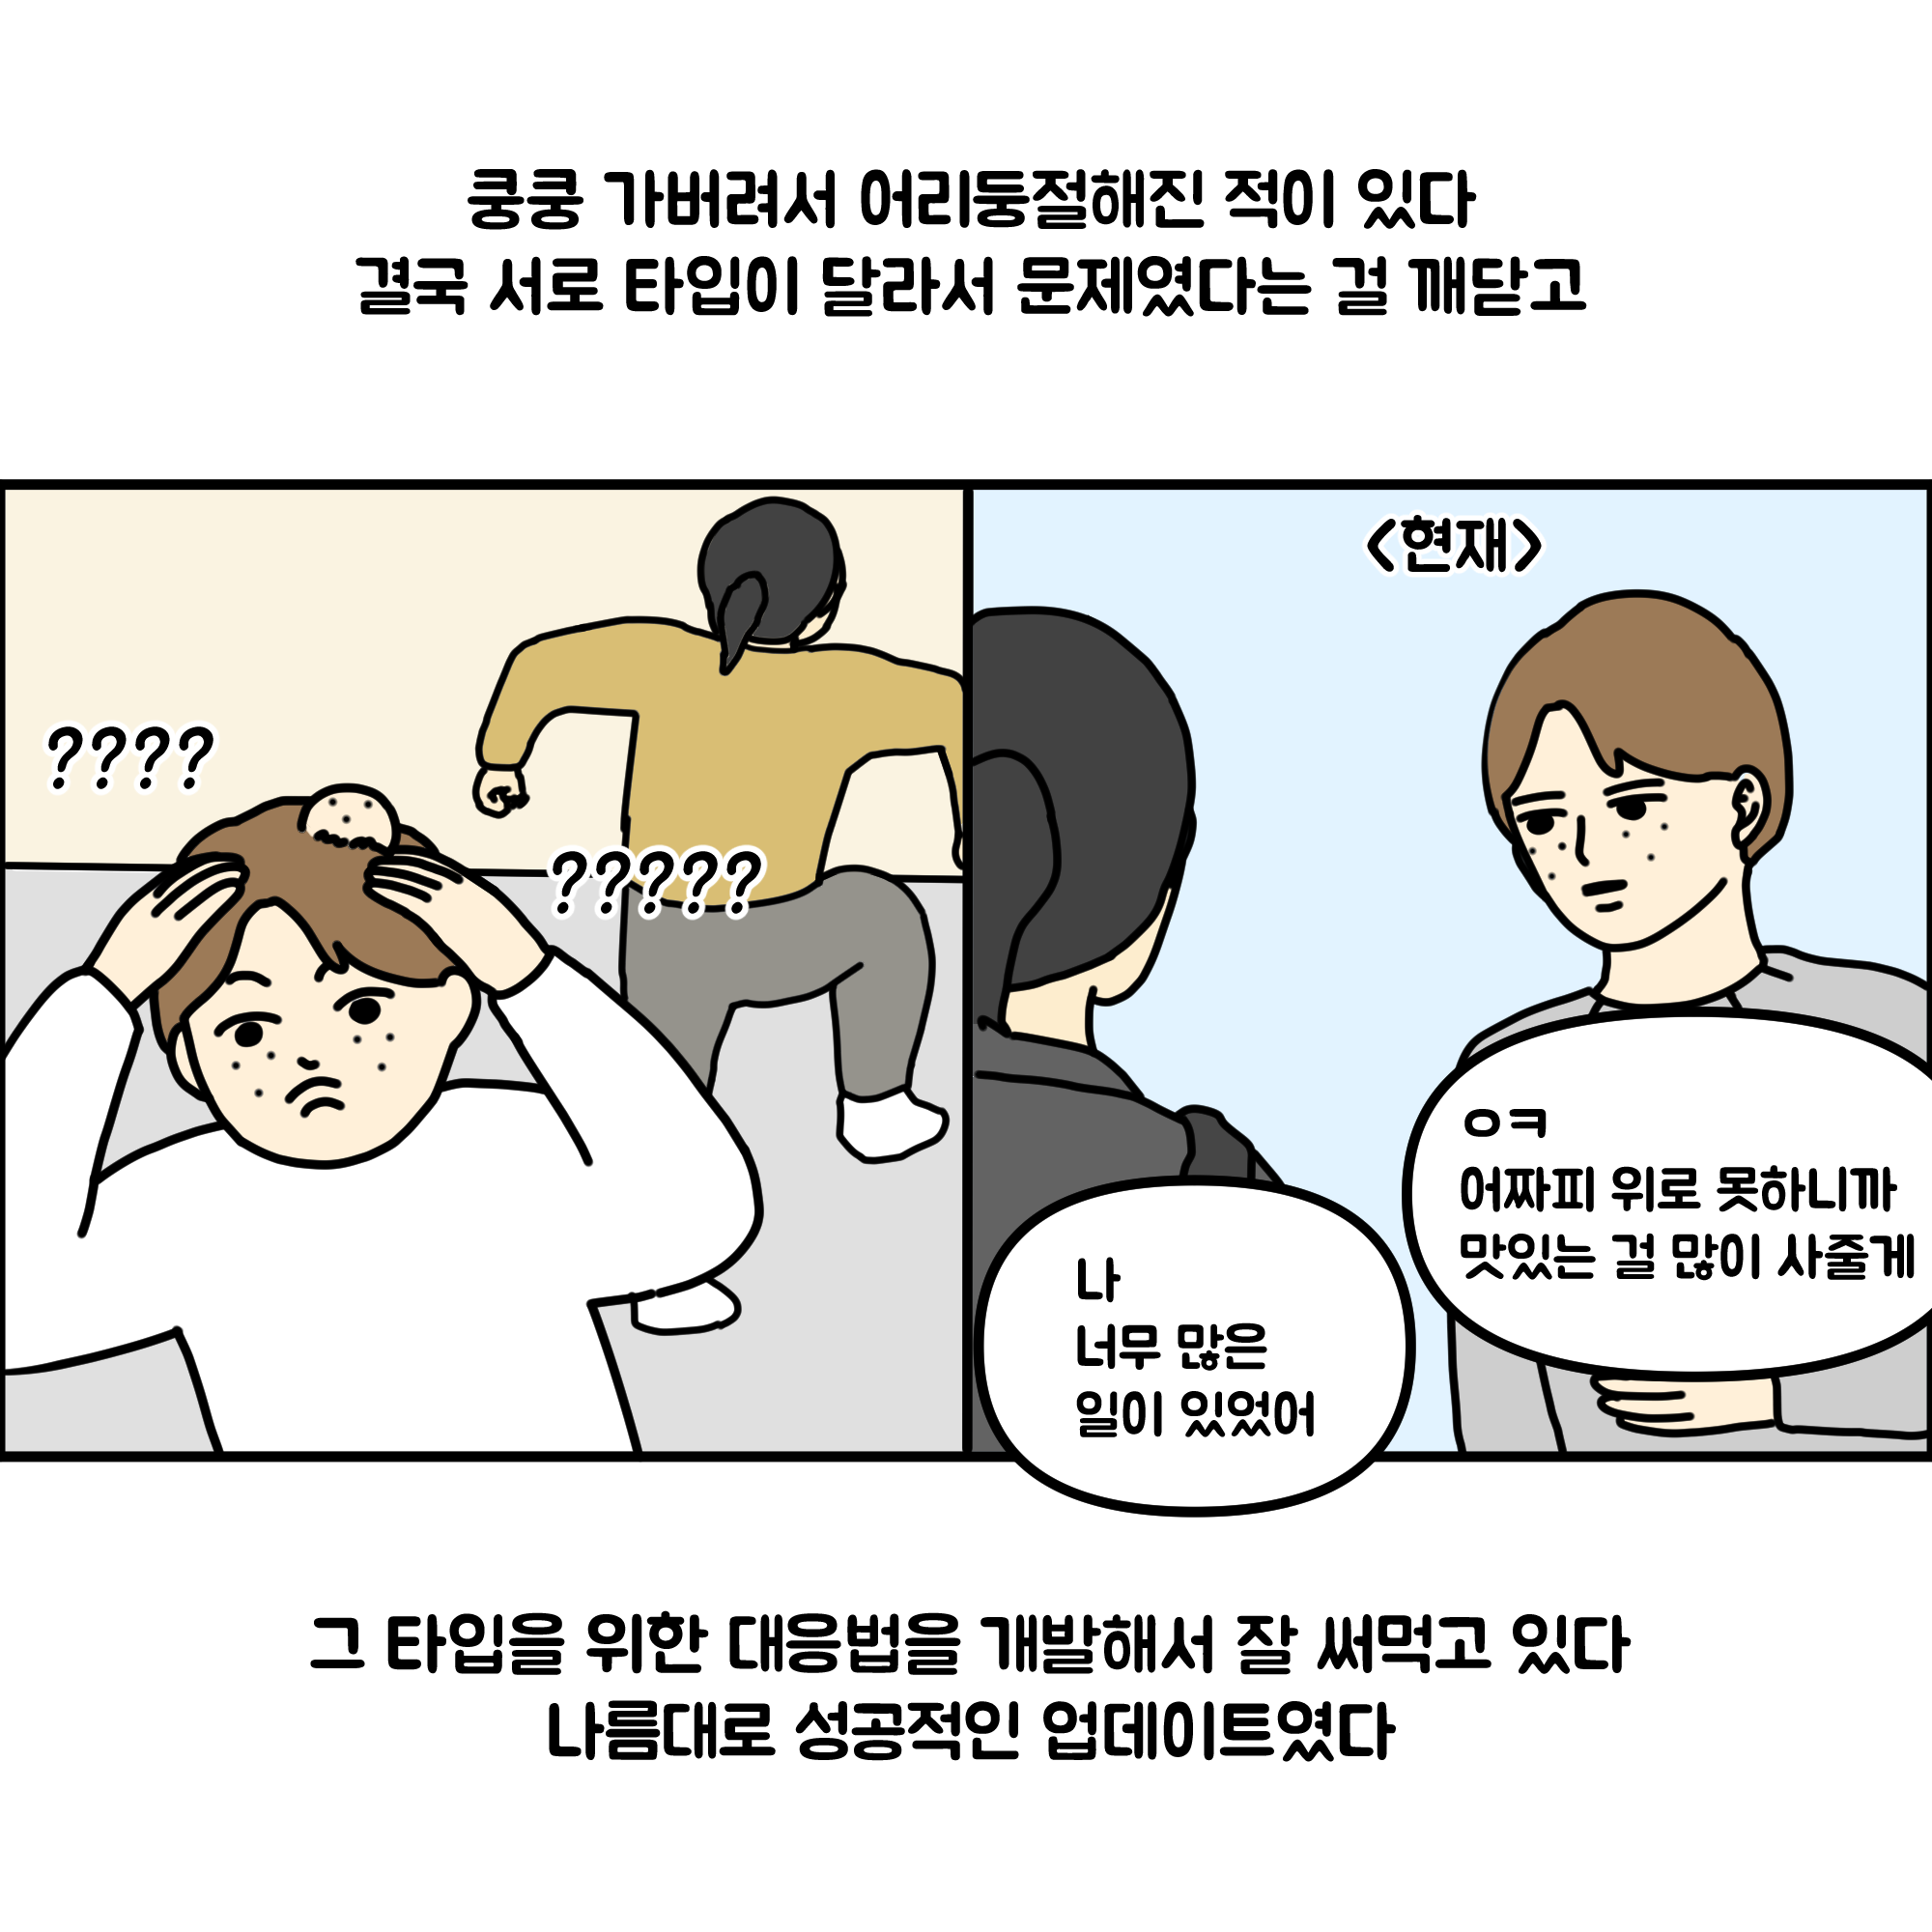 쿵쿵 가버려서 어리둥절해진 적이 있다
결국 서로 타입이 달라서 문제였다는 걸 깨닫고
????
?????
<현재>
ㅇㅋ
어짜피 위로 못하니까
맛있는 걸 많이 사줄게
나
너무 많은
일이 있었어
그 타입을 위한 대응법을 개발해서 잘 써먹고 있다
나름대로 성공적인 업데이트였다